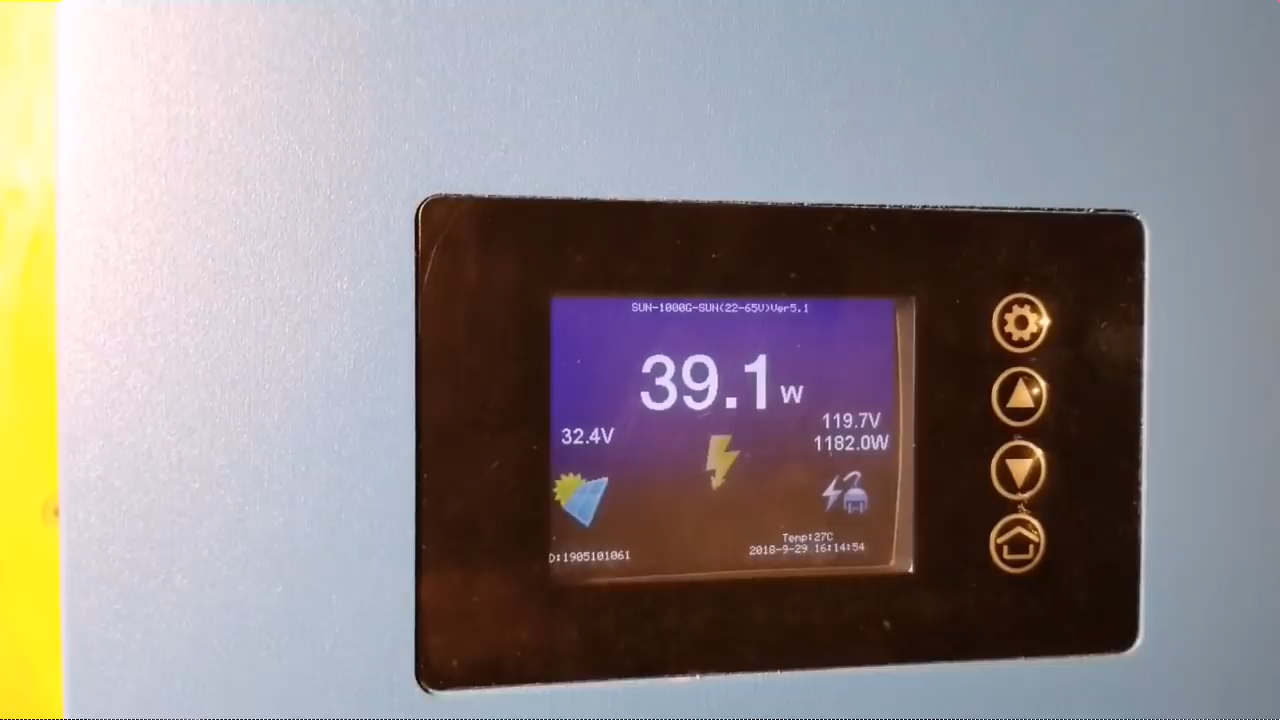 SUN-1000G-SUN(22-65V)Ver5.1
39.1 W
32.4V
119.7V
1182.0W
Temp:27C
D:1905101061
2018-9-29 16:14:54